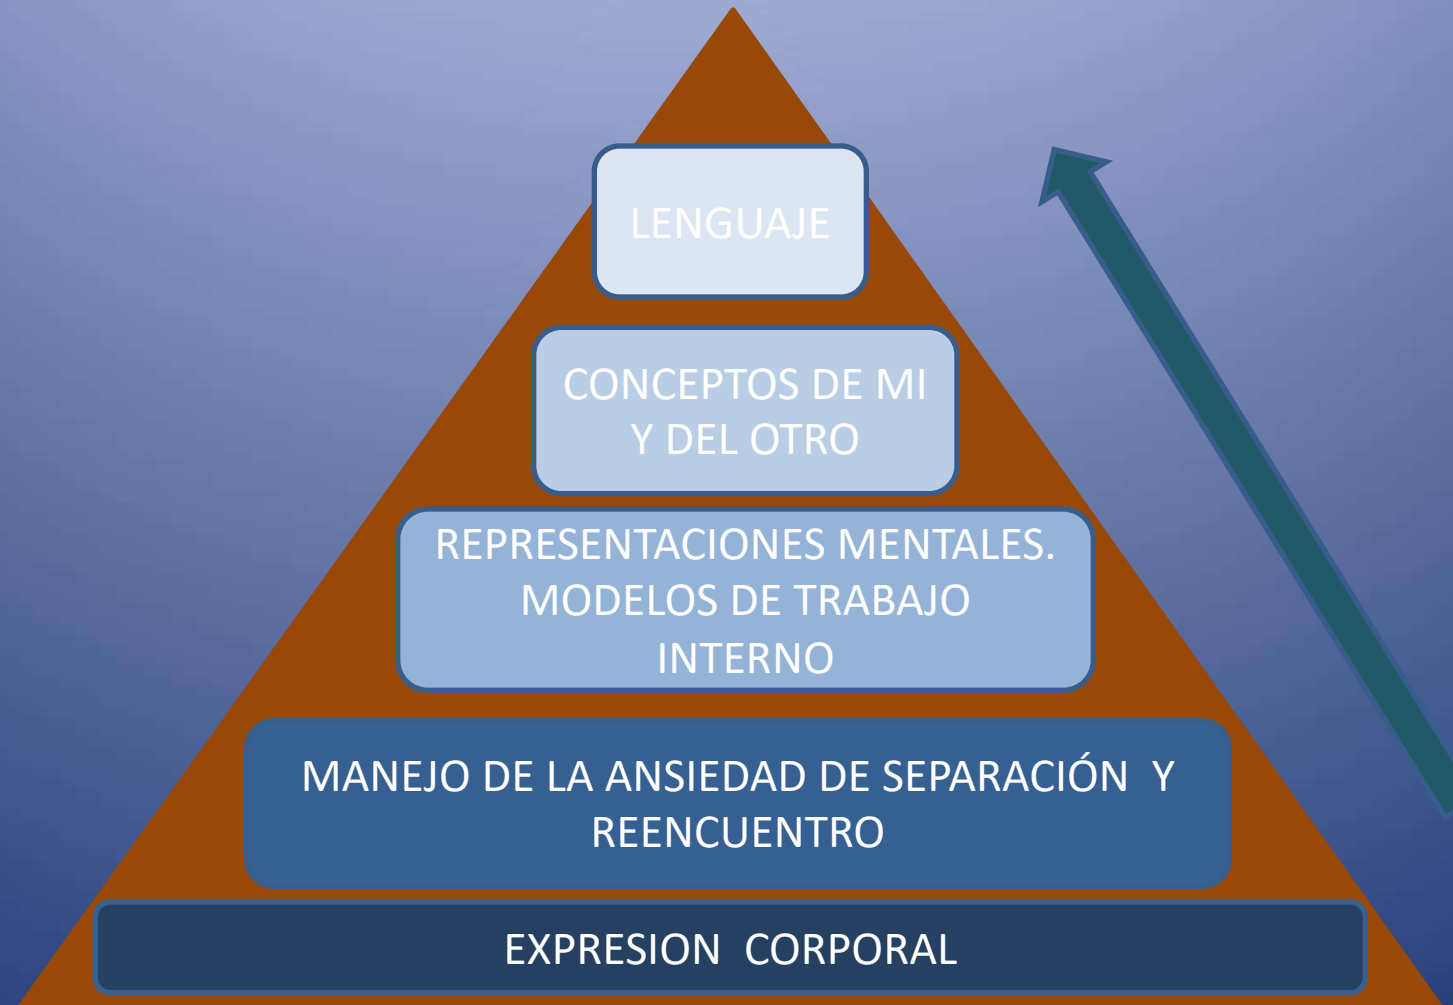 LENGUAJE
CONCEPTOS DE MI
Y DEL OTRO
REPRESENTACIONES MENTALES.
MODELOS DE TRABAJO
INTERNO
MANEJO DE LA ANSIEDAD DE SEPARACIÓN  Y
REENCUENTRO
EXPRESION  CORPORAL